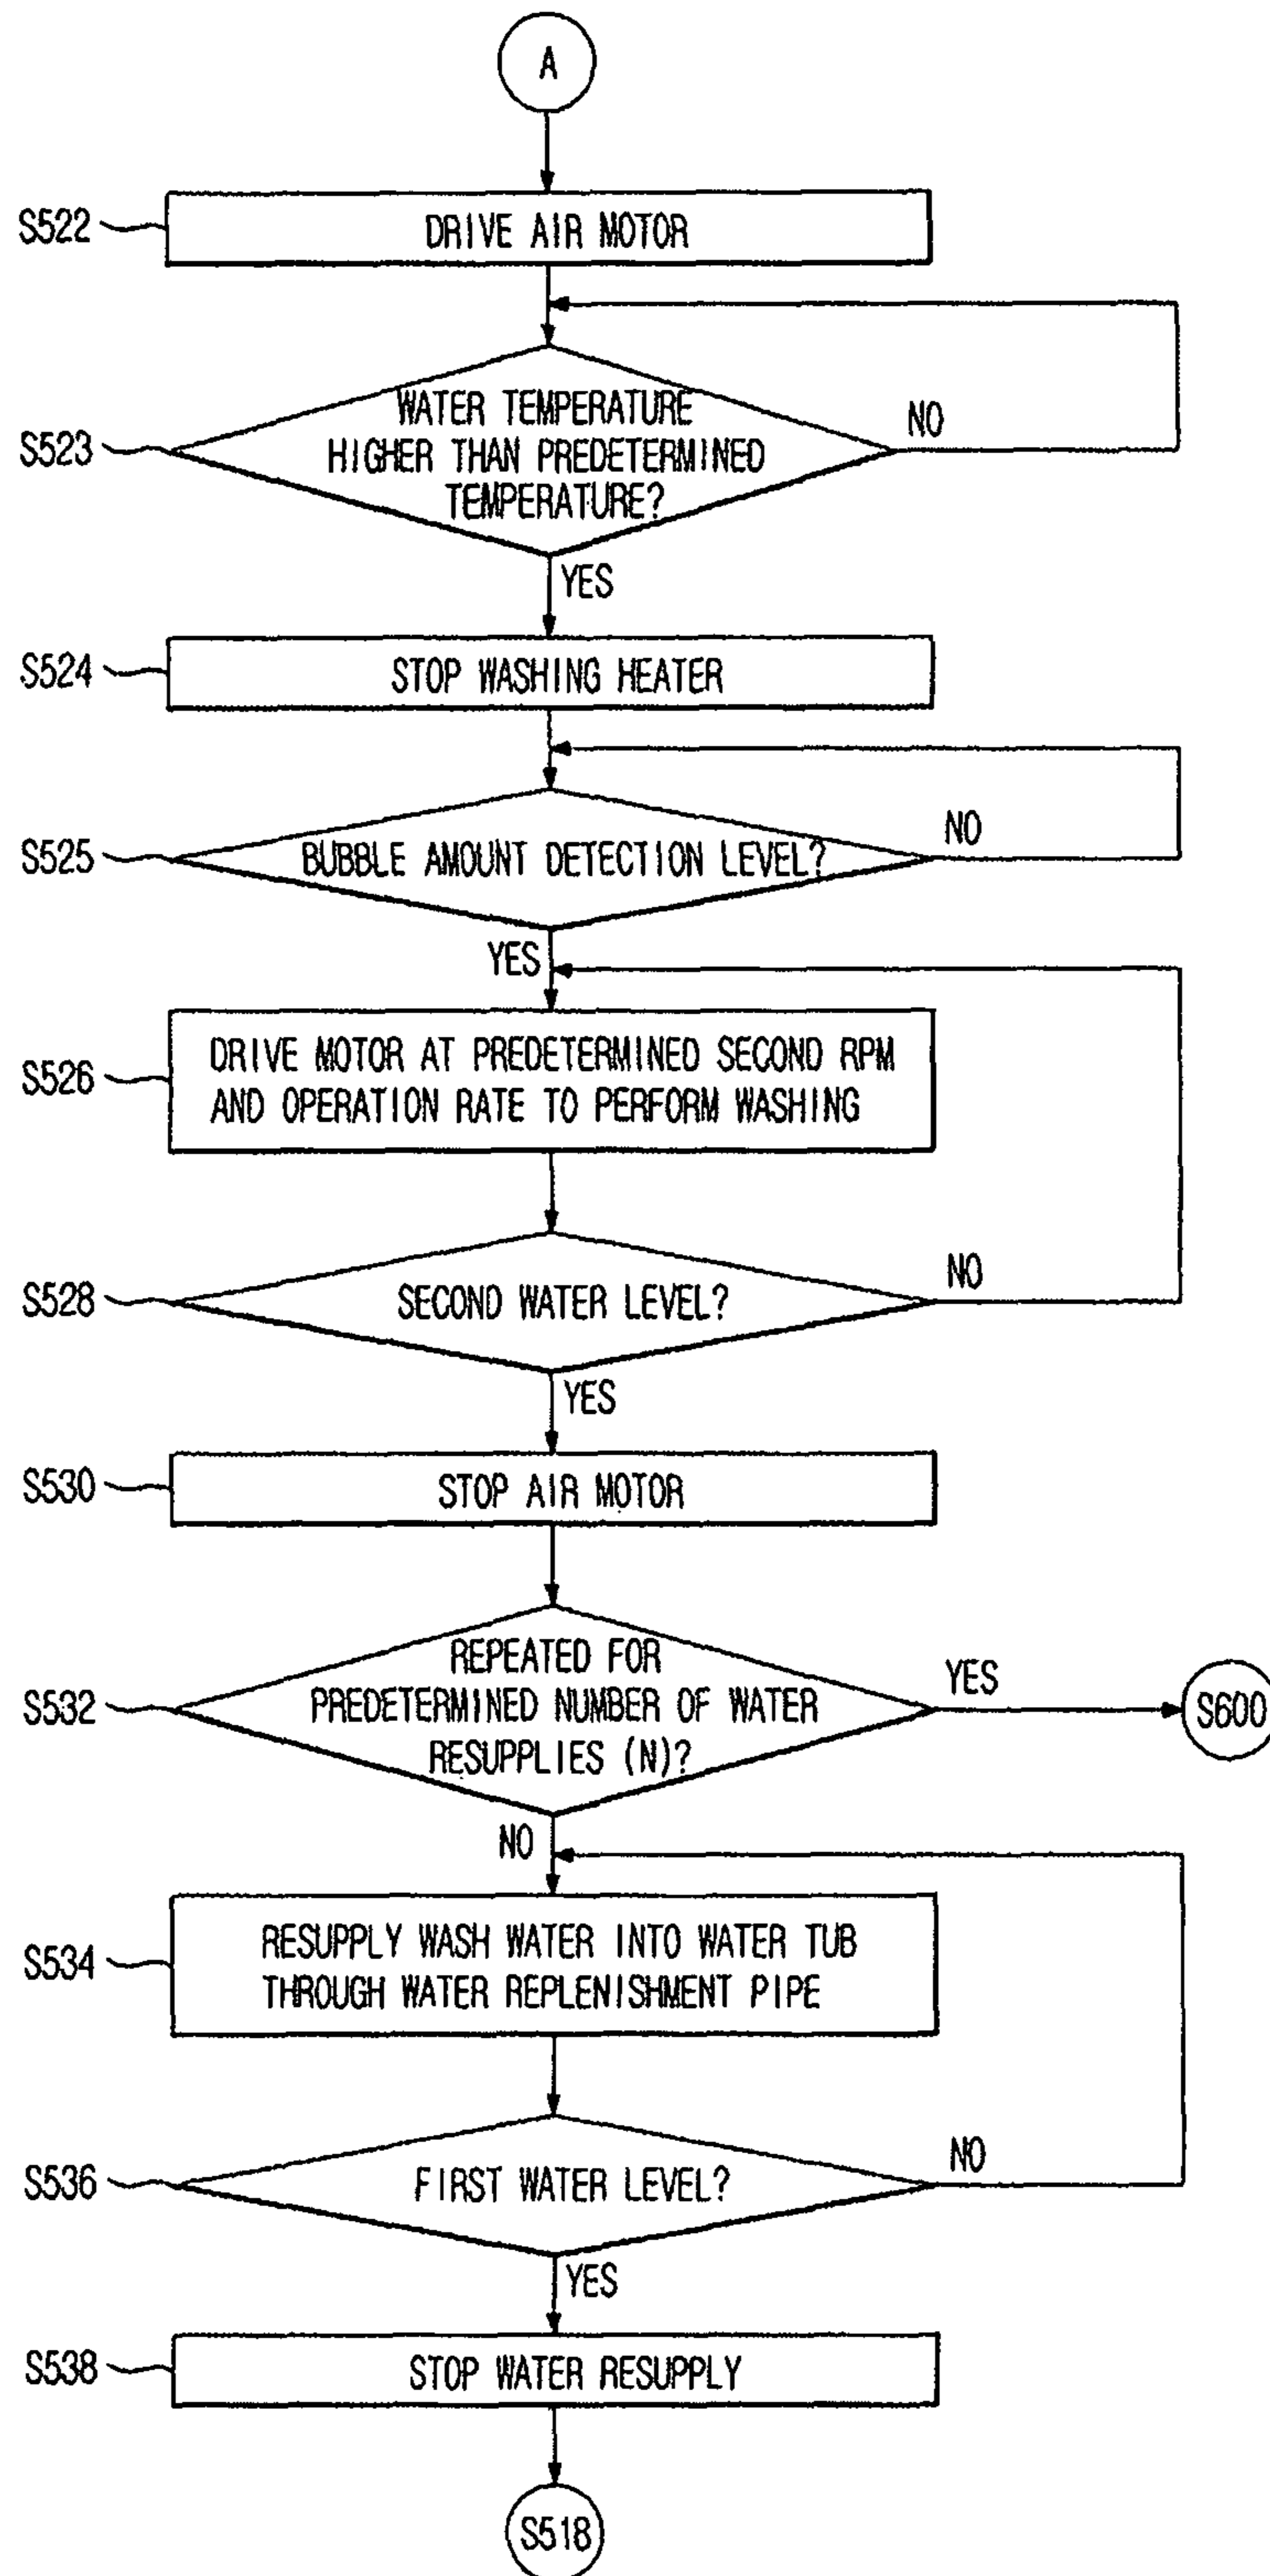 A
S522
DRIVE AIR MOTOR
S523
WATER TEMPERATURE
HIGHER THAN PREDETERMINED
TEMPERATURE?
NO
YES
S524
STOP WASHING HEATER
S525
BUBBLE AMOUNT DETECTION LEVEL?
NO
YES
S526
DRIVE MOTOR AT PREDETERMINED SECOND RPM
AND OPERATION RATE TO PERFORM WASHING
S528
SECOND WATER LEVEL?
NO
YES
S530
STOP AIR MOTOR
S532
REPEATED FOR
PREDETERMINED NUMBER OF WATER
RESUPPLIES (N)?
YES
S600
NO
S534
RESUPPLY WASH WATER INTO WATER TUB
THROUGH WATER REPLENISHMENT PIPE
S536
FIRST WATER LEVEL?
NO
YES
S538
STOP WATER RESUPPLY
S518